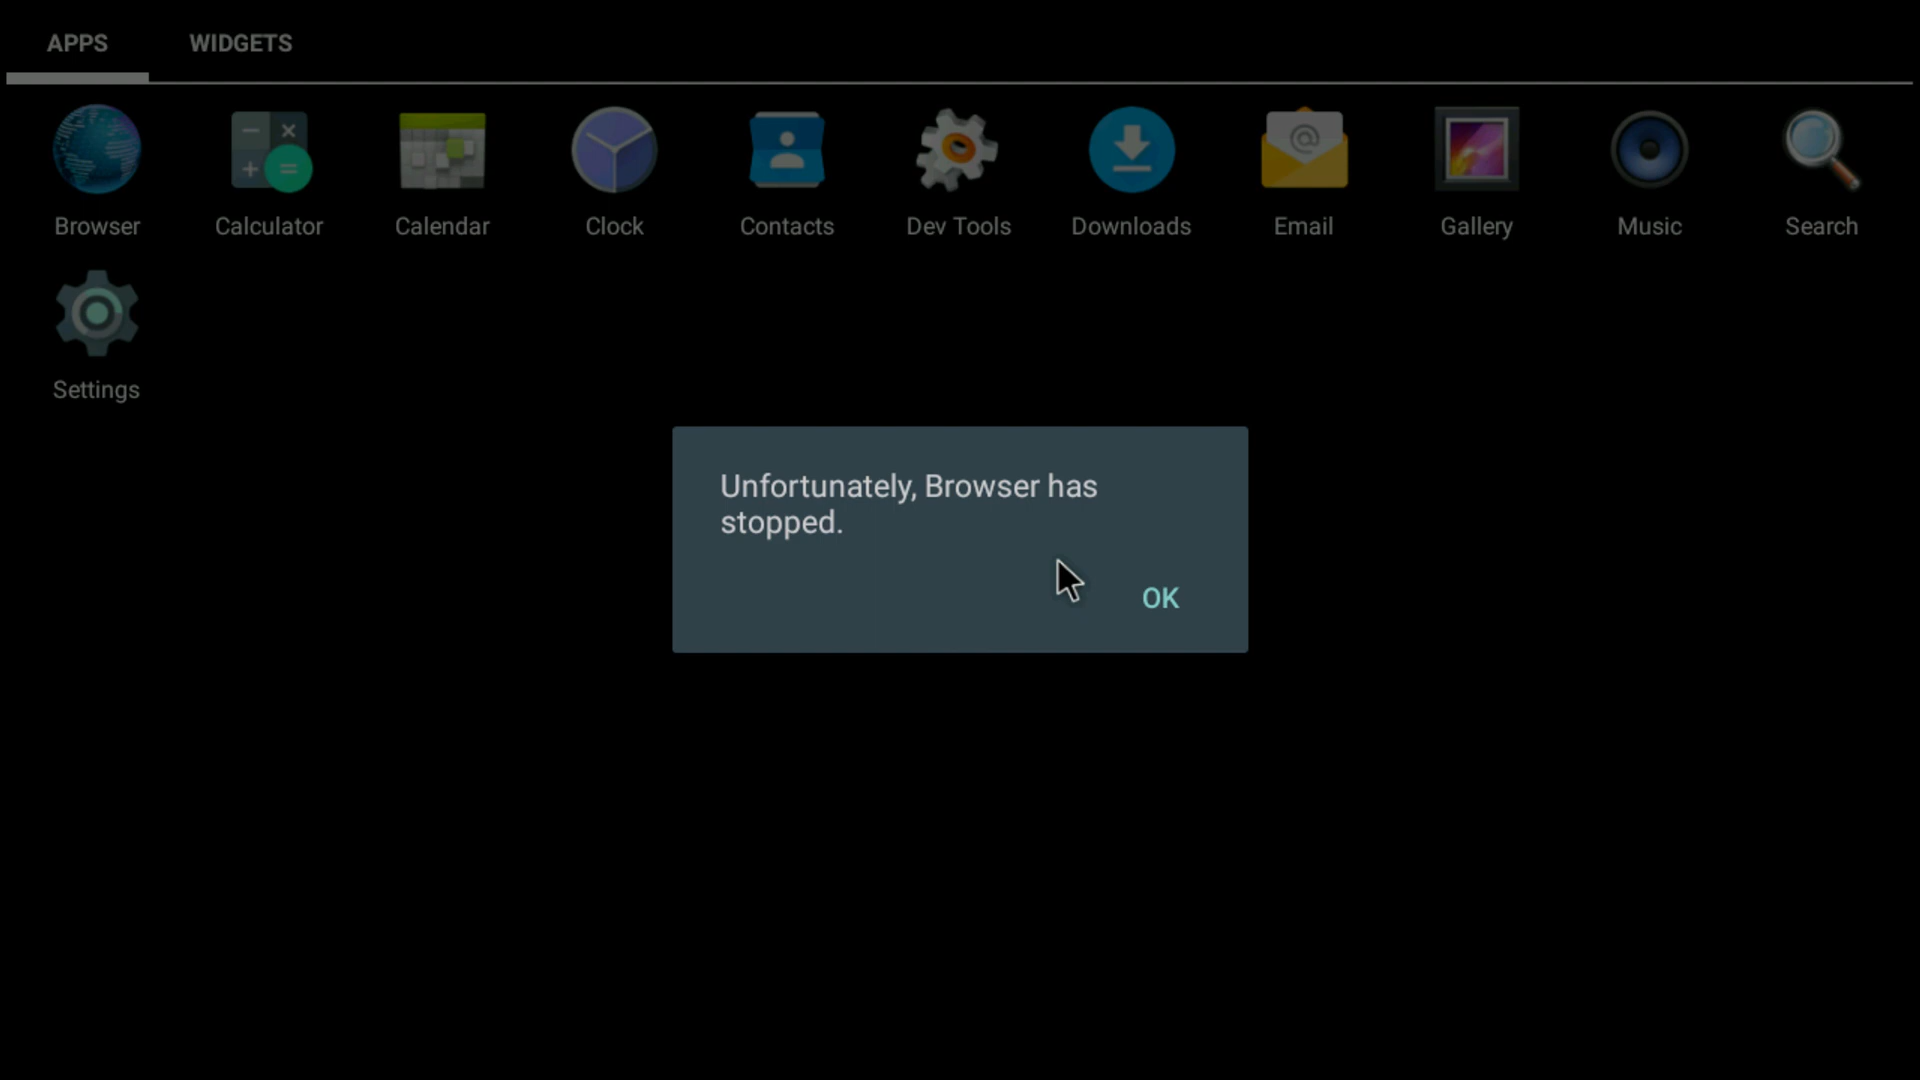 APPS WIDGETS
Browser Calculator Calendar Clock Contacts Dev Tools Downloads Email Gallery Music Search
Settings
Unfortunately, Browser has
stopped.
OK